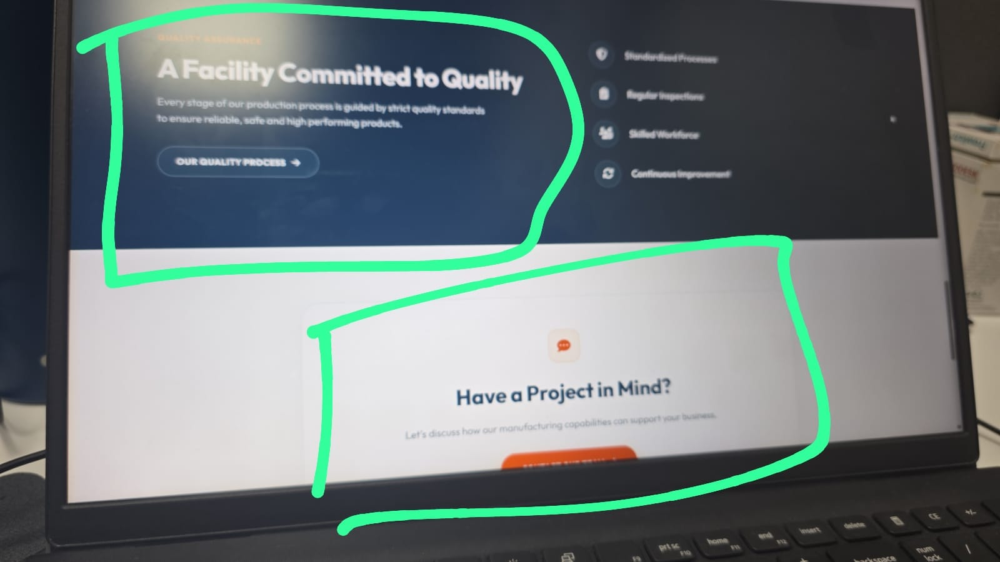 QUALITY ASSURANCE
A Facility Committed to Quality
Every stage of our production process is guided by strict quality standards
to ensure reliable, safe and high performing products.
OUR QUALITY PROCESS →
Standardized Processes
Regular Inspections
Skilled Workforce
Continuous Improvement
Have a Project in Mind?
Let's discuss how our manufacturing capabilities can support your business.
prt sc
F10
home
F11
end
F12
insert
delete
CE
+/-
F9
backspace
num
lock
/